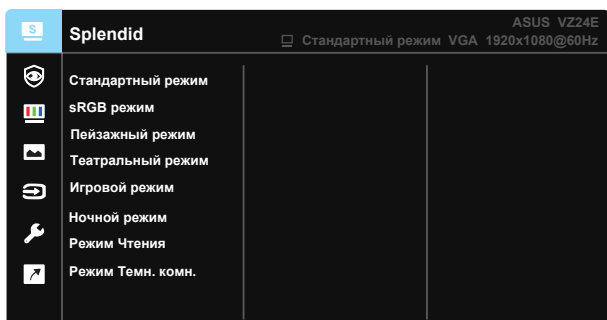 S
Splendid
ASUS VZ24E
Стандартный режим VGA 1920x1080@60Hz
Стандартный режим
sRGB режим
Пейзажный режим
Театральный режим
Игровой режим
Ночной режим
Режим Чтения
Режим Темн. комн.